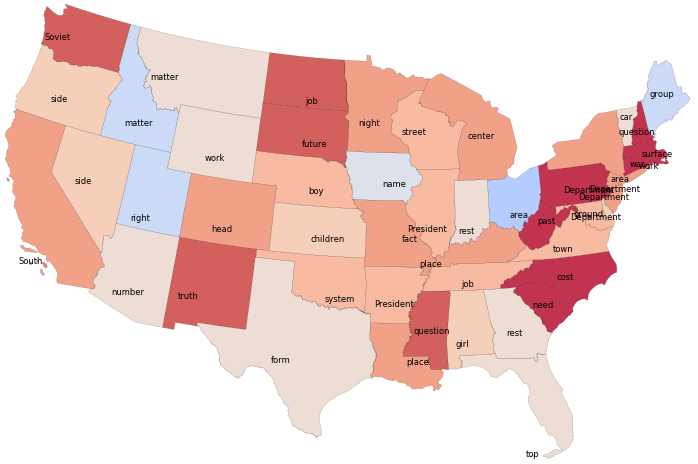 Soviet
matter
side
job
group
car
night
street
question
matter
center
future
surface
work
way
Work
name
area
side
boy
Department
Department
Department
right
area
ground
Department
past
head
President
rest
children
fact
town
South
place
cost
number
truth
system
job
President
need
question
rest
girl
form
place
top